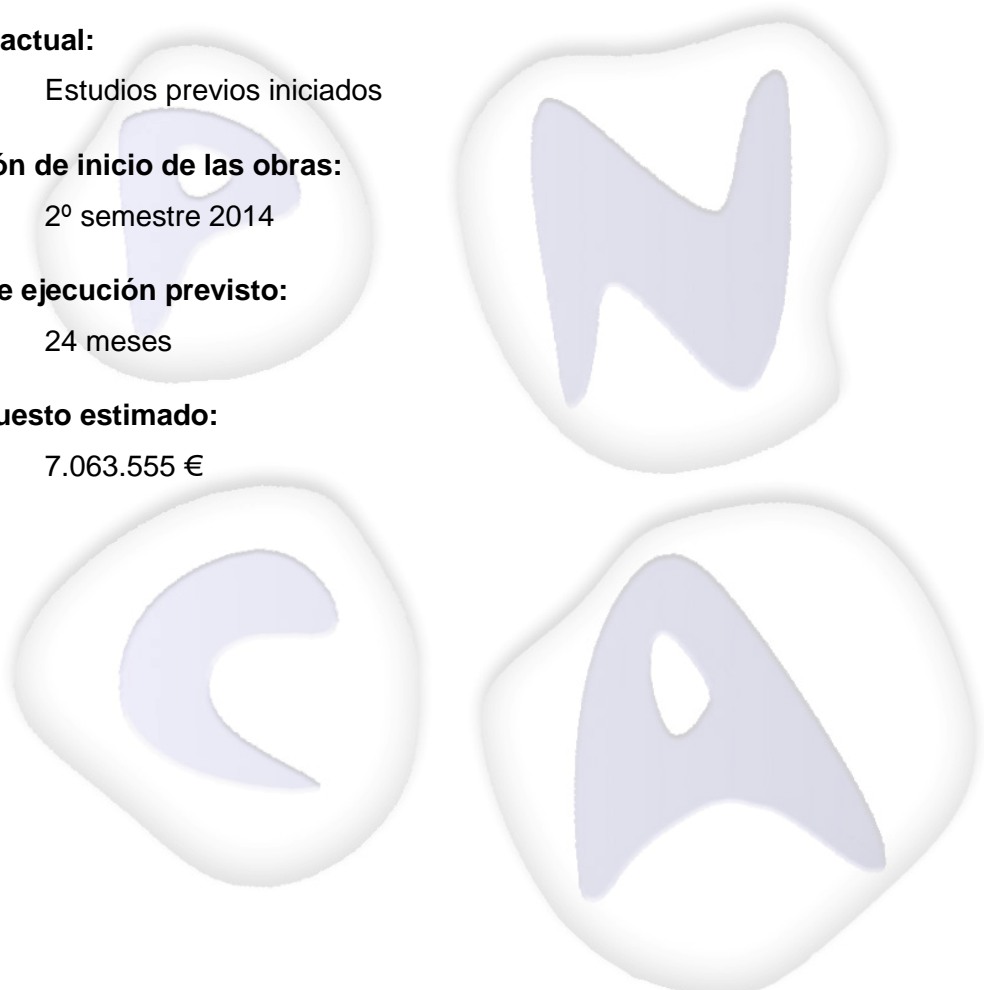 actual:
Estudios previos iniciados
ón de inicio de las obras:
2º semestre 2014
e ejecución previsto:
24 meses
uesto estimado:
7.063.555 €
P N
C A